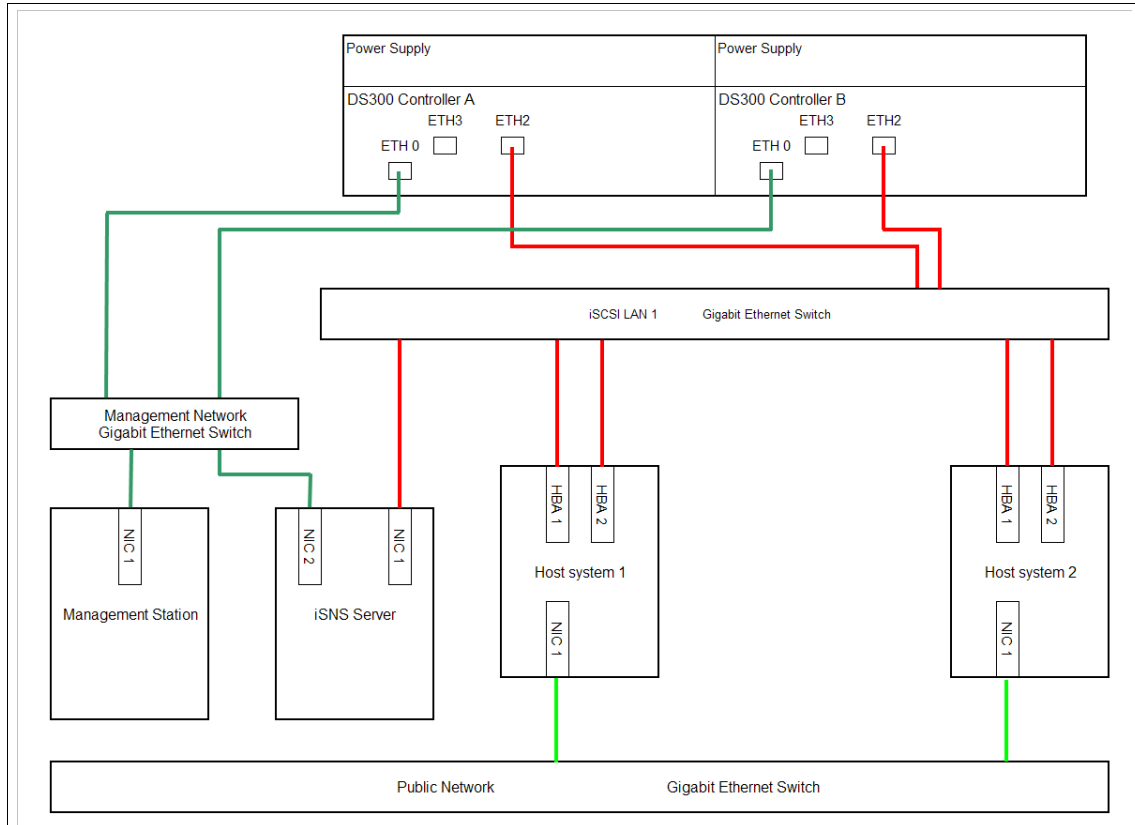 Power Supply
Power Supply
DS300 Controller A
DS300 Controller B
ETH3
ETH2
ETH3
ETH2
ETH 0
ETH 0
iSCSI LAN 1
Gigabit Ethernet Switch
Management Network
Gigabit Ethernet Switch
HBA 1
HBA 2
HBA 1
HBA 2
NIC 1
NIC 2
NIC 1
Host system 1
Host system 2
Management Station
iSNS Server
NIC 1
NIC 1
Public Network
Gigabit Ethernet Switch